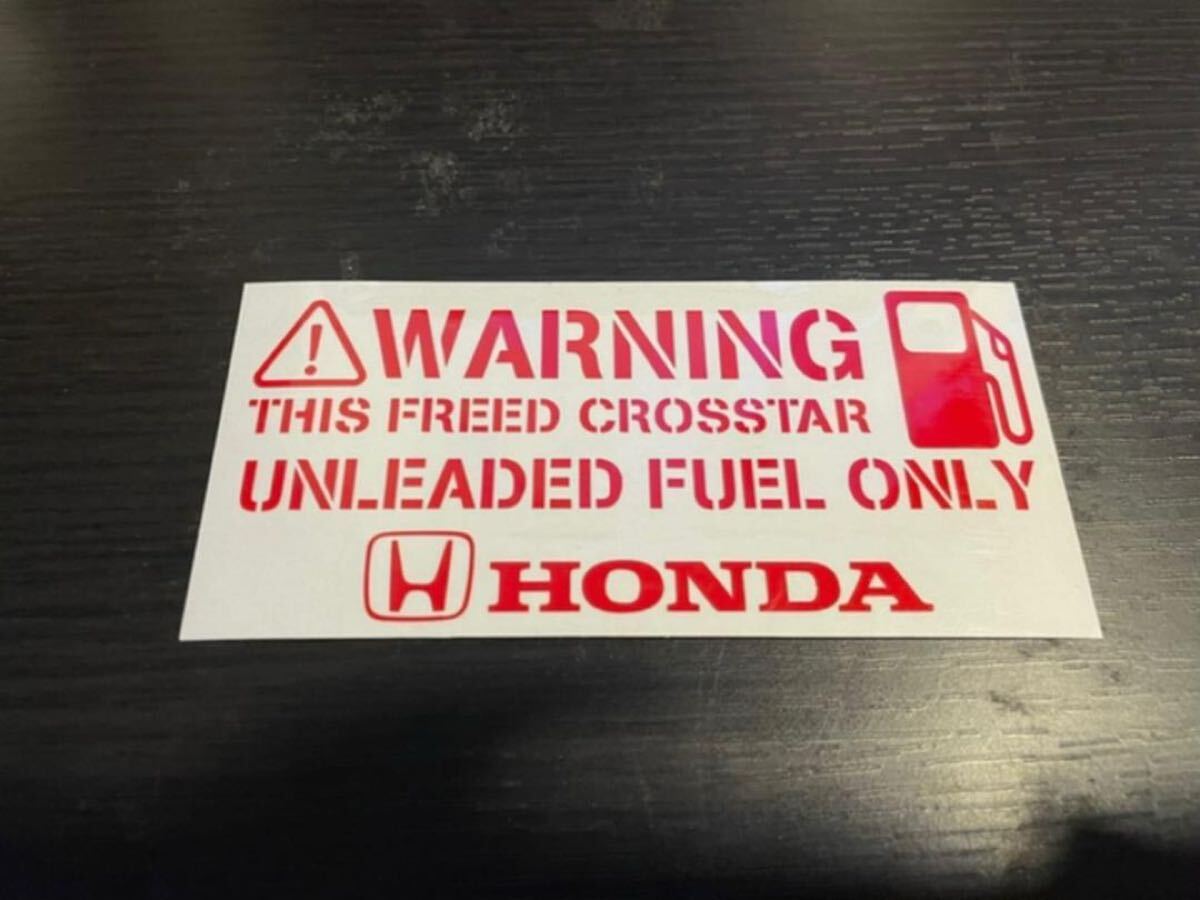 WARNING
THIS FREED CROSSTAR
UNLEADED FUEL ONLY
HONDA